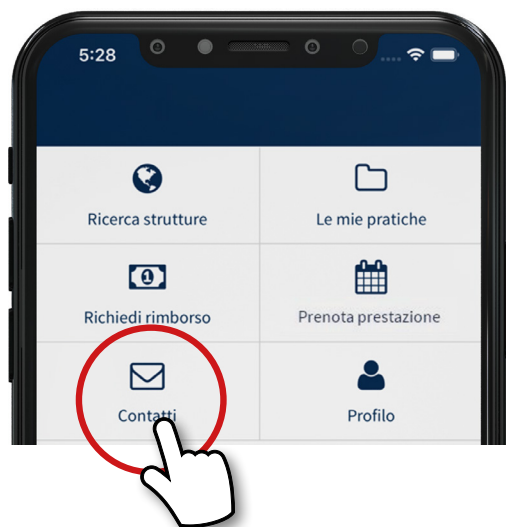 5:28
Ricerca strutture
Le mie pratiche
Richiedi rimborso
Prenota prestazione
Contatti
Profilo